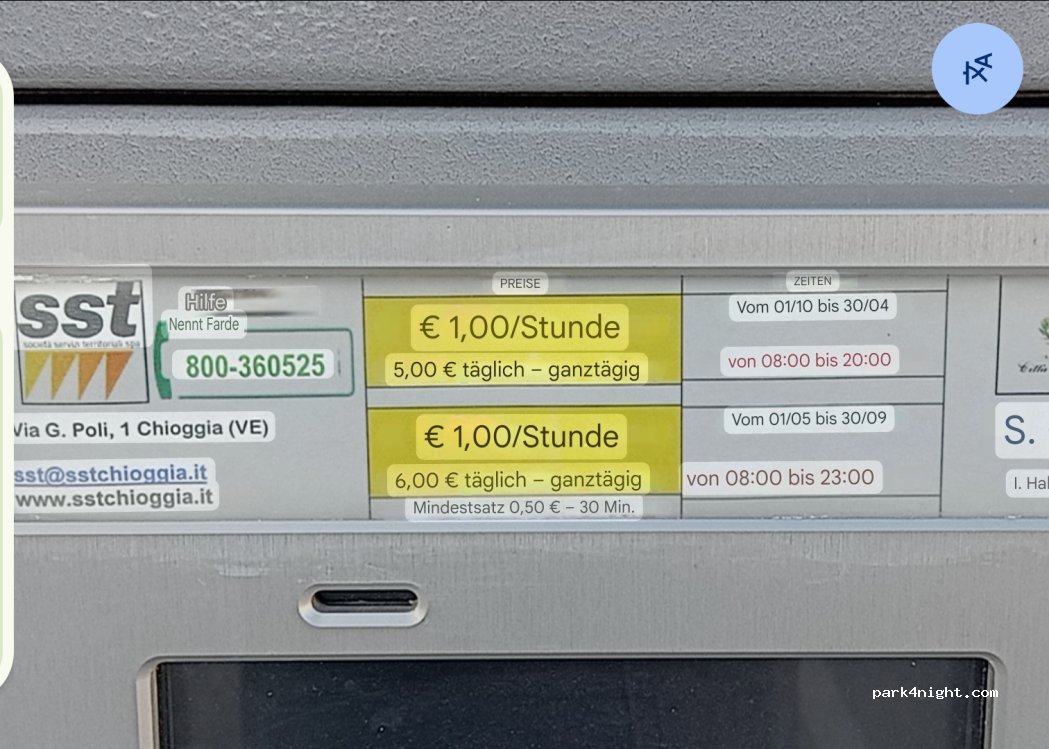 sst
società servizi territoriali spa
Hilfe
Nennt Farde
800-360525
Via G. Poli, 1 Chioggia (VE)
sst@sstchioggia.it
www.sstchioggia.it
PREISE
€ 1,00/Stunde
5,00 € täglich – ganztägig
€ 1,00/Stunde
6,00 € täglich – ganztägig
Mindestsatz 0,50 € – 30 Min.
ZEITEN
Vom 01/10 bis 30/04
von 08:00 bis 20:00
Vom 01/05 bis 30/09
von 08:00 bis 23:00
S.
park4night.com